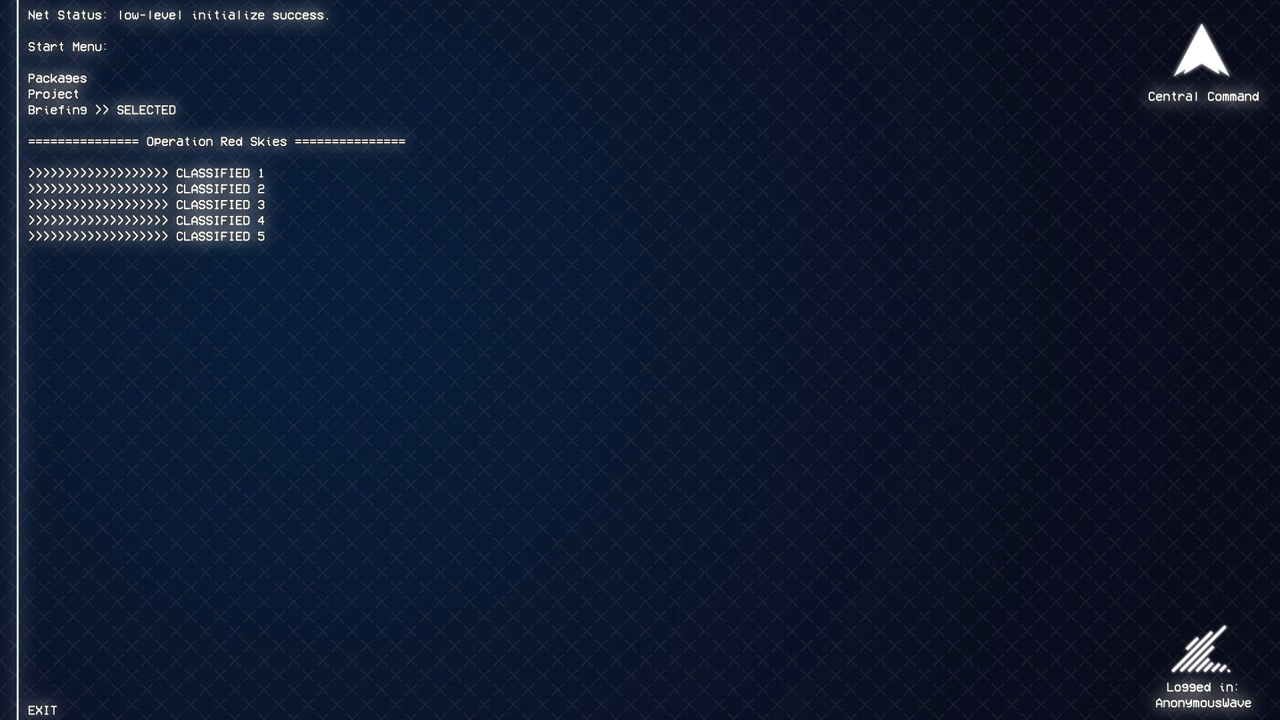 Net Status: low-level initialize success.
Start Menu:
Packages
Project
Briefing >> SELECTED
=============== Operation Red Skies ===============
>>>>>>>>>>>>>>>>>>> CLASSIFIED 1
>>>>>>>>>>>>>>>>>>> CLASSIFIED 2
>>>>>>>>>>>>>>>>>>> CLASSIFIED 3
>>>>>>>>>>>>>>>>>>> CLASSIFIED 4
>>>>>>>>>>>>>>>>>>> CLASSIFIED 5
Central Command
EXIT
Logged in:
AnonymousWave